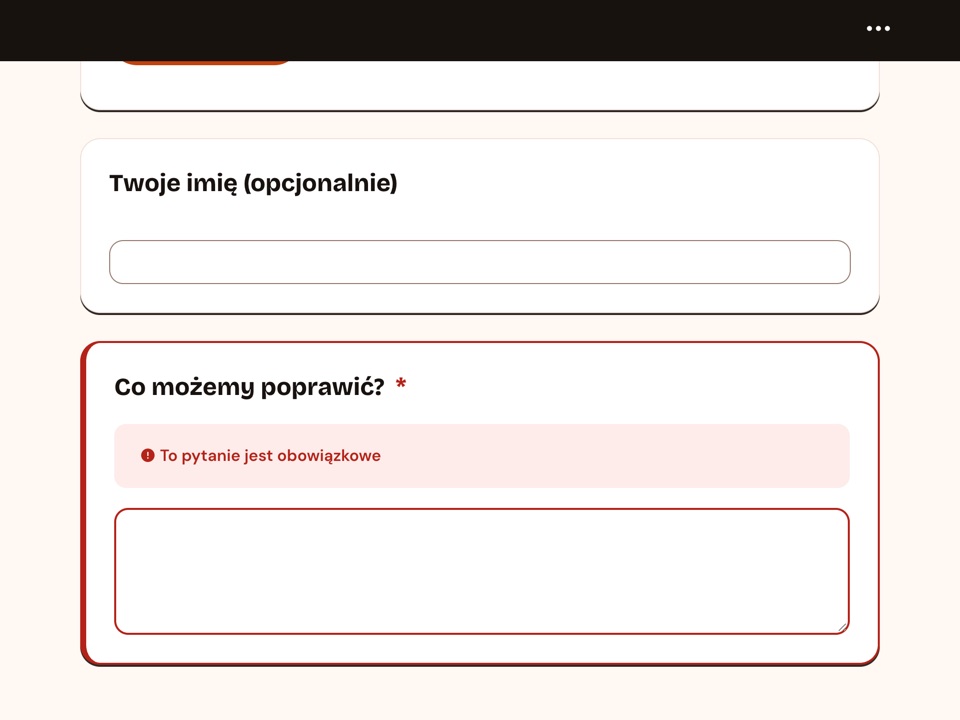 Twoje imię (opcjonalnie)
Co możemy poprawić? *
To pytanie jest obowiązkowe